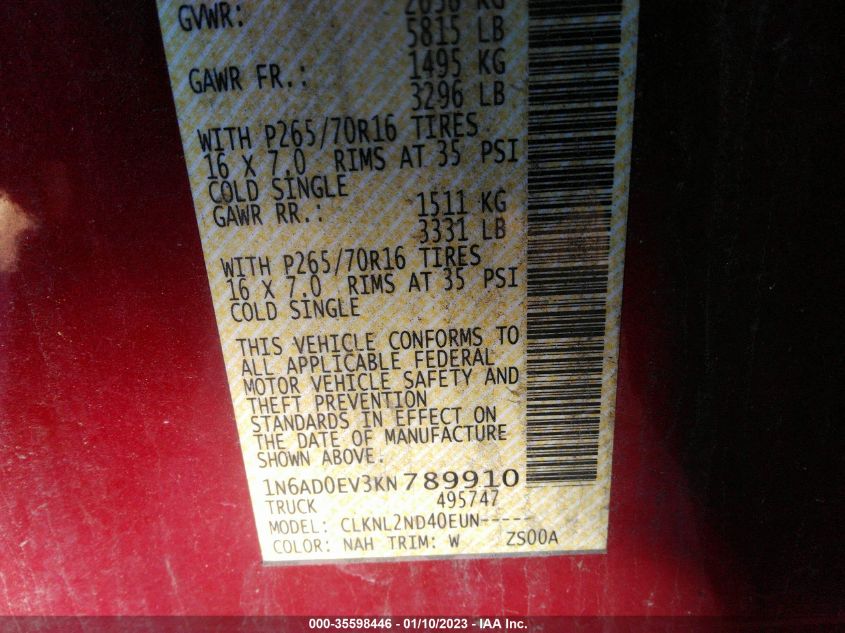 GVWR:
5815 LB
GAWR FR.: 1495 KG
3296 LB
WITH P265/70R16 TIRES
16 X 7.0 RIMS AT 35 PSI
COLD SINGLE
GAWR RR.: 1511 KG
3331 LB
WITH P265/70R16 TIRES
16 X 7.0 RIMS AT 35 PSI
COLD SINGLE
THIS VEHICLE CONFORMS TO
ALL APPLICABLE FEDERAL
MOTOR VEHICLE SAFETY AND
THEFT PREVENTION
STANDARDS IN EFFECT ON
THE DATE OF MANUFACTURE
SHOWN ABOVE.
1N6AD0EV3KN 789910
TRUCK 495747
MODEL: CLKNL2ND40EUN-----
COLOR: NAH TRIM: W ZS00A
000-35598446 - 01/10/2023 - IAA Inc.